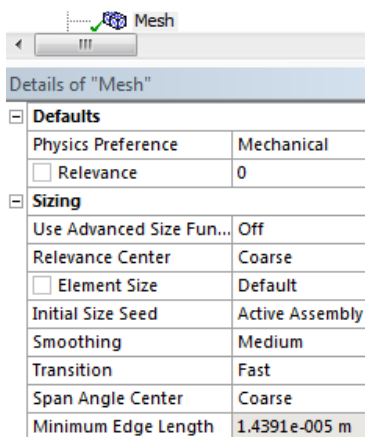 Mesh
Details of "Mesh"
Defaults
Physics Preference Mechanical
Relevance 0
Sizing
Use Advanced Size Fun... Off
Relevance Center Coarse
Element Size Default
Initial Size Seed Active Assembly
Smoothing Medium
Transition Fast
Span Angle Center Coarse
Minimum Edge Length 1.4391e-005 m